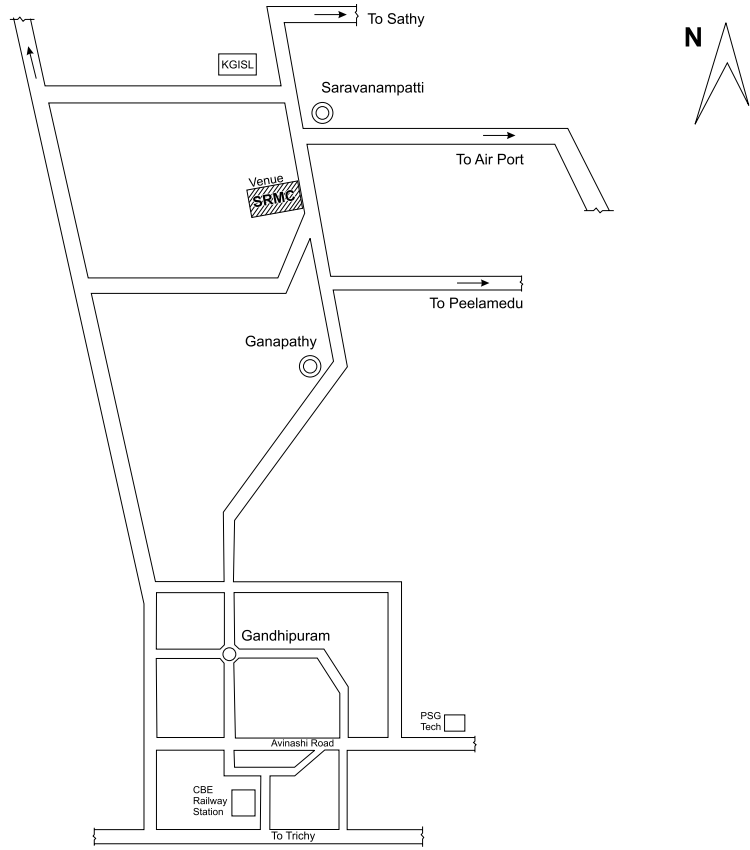 To Sathy
N
KGISL
Saravanampatti
To Air Port
Venue
SRMC
To Peelamedu
Ganapathy
Gandhipuram
PSG
Tech
Avinashi Road
CBE
Railway
Station
To Trichy